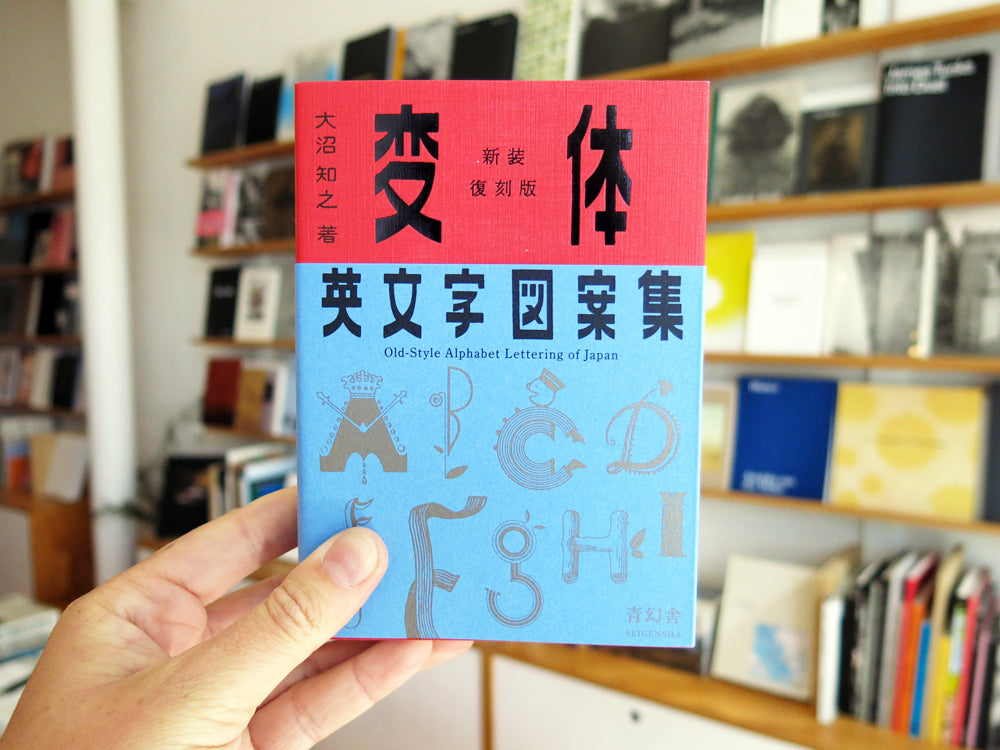 大沼知之 著
変体
新装
復刻版
英文字図案集
Old-Style Alphabet Lettering of Japan
A B C D
E F g H I
青幻舎
SEIGENSHA